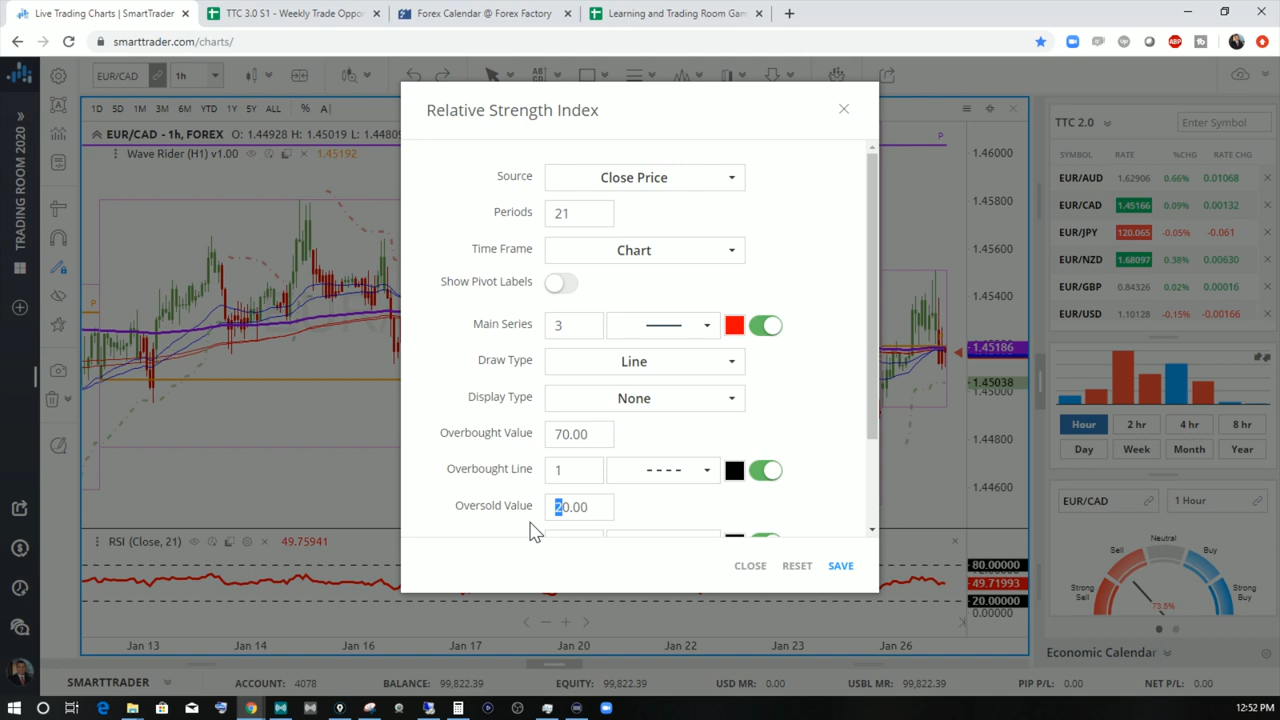 Live Trading Charts | SmartTrader
TTC 3.0 S1 - Weekly Trade Oppor
Forex Calendar @ Forex Factory
Learning and Trading Room Gam
smarttrader.com/charts/
EUR/CAD
1h
ABC
1D 5D 1M 3M 6M YTD 1Y 5Y ALL % A|
EUR/CAD - 1h, FOREX O: 1.44928 H: 1.45019 L: 1.44809
Wave Rider (H1) v1.00 1.45192
TRADING ROOM 2020
P
P
1.46000
1.45800
1.45600
1.45400
1.45186
1.45038
1.45000
1.44800
1.44600
Relative Strength Index
Source Close Price
Periods 21
Time Frame Chart
Show Pivot Labels
Main Series 3
Draw Type Line
Display Type None
Overbought Value 70.00
Overbought Line 1
Oversold Value 20.00
CLOSE RESET SAVE
TTC 2.0 Enter Symbol
SYMBOL RATE %CHG RATE CHG
EUR/AUD 1.62906 0.66% 0.01068
EUR/CAD 1.45166 0.09% 0.00132
EUR/JPY 120.065 -0.05% -0.061
EUR/NZD 1.68097 0.38% 0.00630
EUR/GBP 0.84326 0.02% 0.00016
EUR/USD 1.10128 -0.15% -0.00166
Hour 2 hr 4 hr 8 hr
Day Week Month Year
EUR/CAD 1 Hour
Neutral
Sell Buy
Strong Sell
Strong Buy
73.5%
Economic Calendar
RSI (Close, 21) 49.75941
80.00000
49.71993
20.00000
0.00000
Jan 13 Jan 14 Jan 16 Jan 17 Jan 20 Jan 22 Jan 23 Jan 26
SMARTTRADER ACCOUNT: 4078 BALANCE: 99,822.39 EQUITY: 99,822.39 USD MR: 0.00 USBL MR: 99,822.39 PIP P/L: 0.00 NET P/L: 0.00
12:52 PM